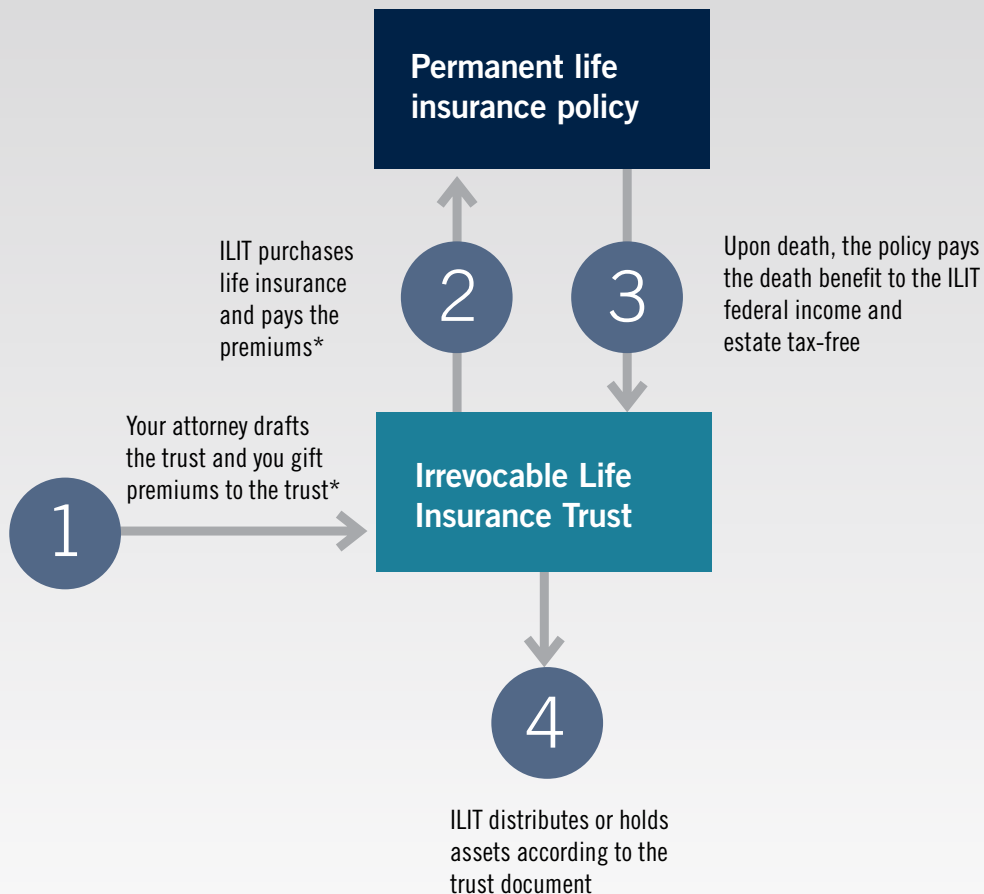 Permanent life
insurance policy
ILIT purchases
life insurance
and pays the
premiums*
2
3
Upon death, the policy pays
the death benefit to the ILIT
federal income and
estate tax-free
Your attorney drafts
the trust and you gift
premiums to the trust*
1
Irrevocable Life
Insurance Trust
4
ILIT distributes or holds
assets according to the
trust document